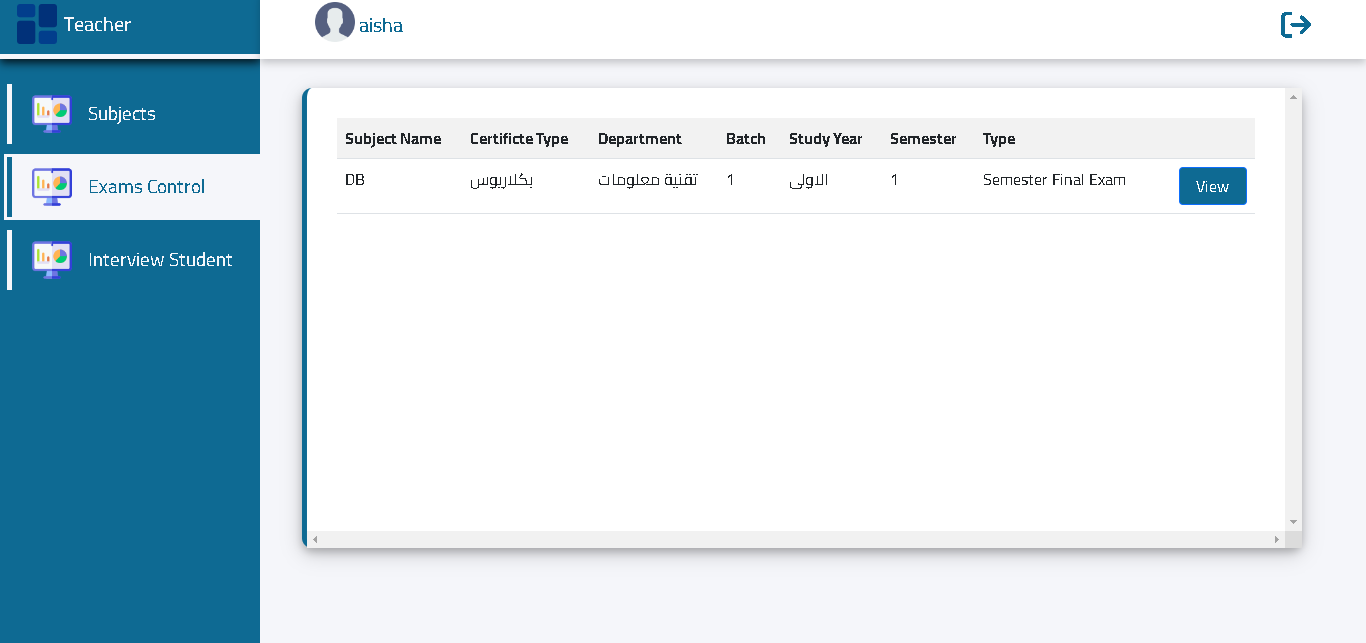 Teacher
aisha
Subjects
Exams Control
Interview Student
Subject Name Certificte Type Department Batch Study Year Semester Type
DB بكلاريوس تقنية معلومات 1 الاولى 1 Semester Final Exam View